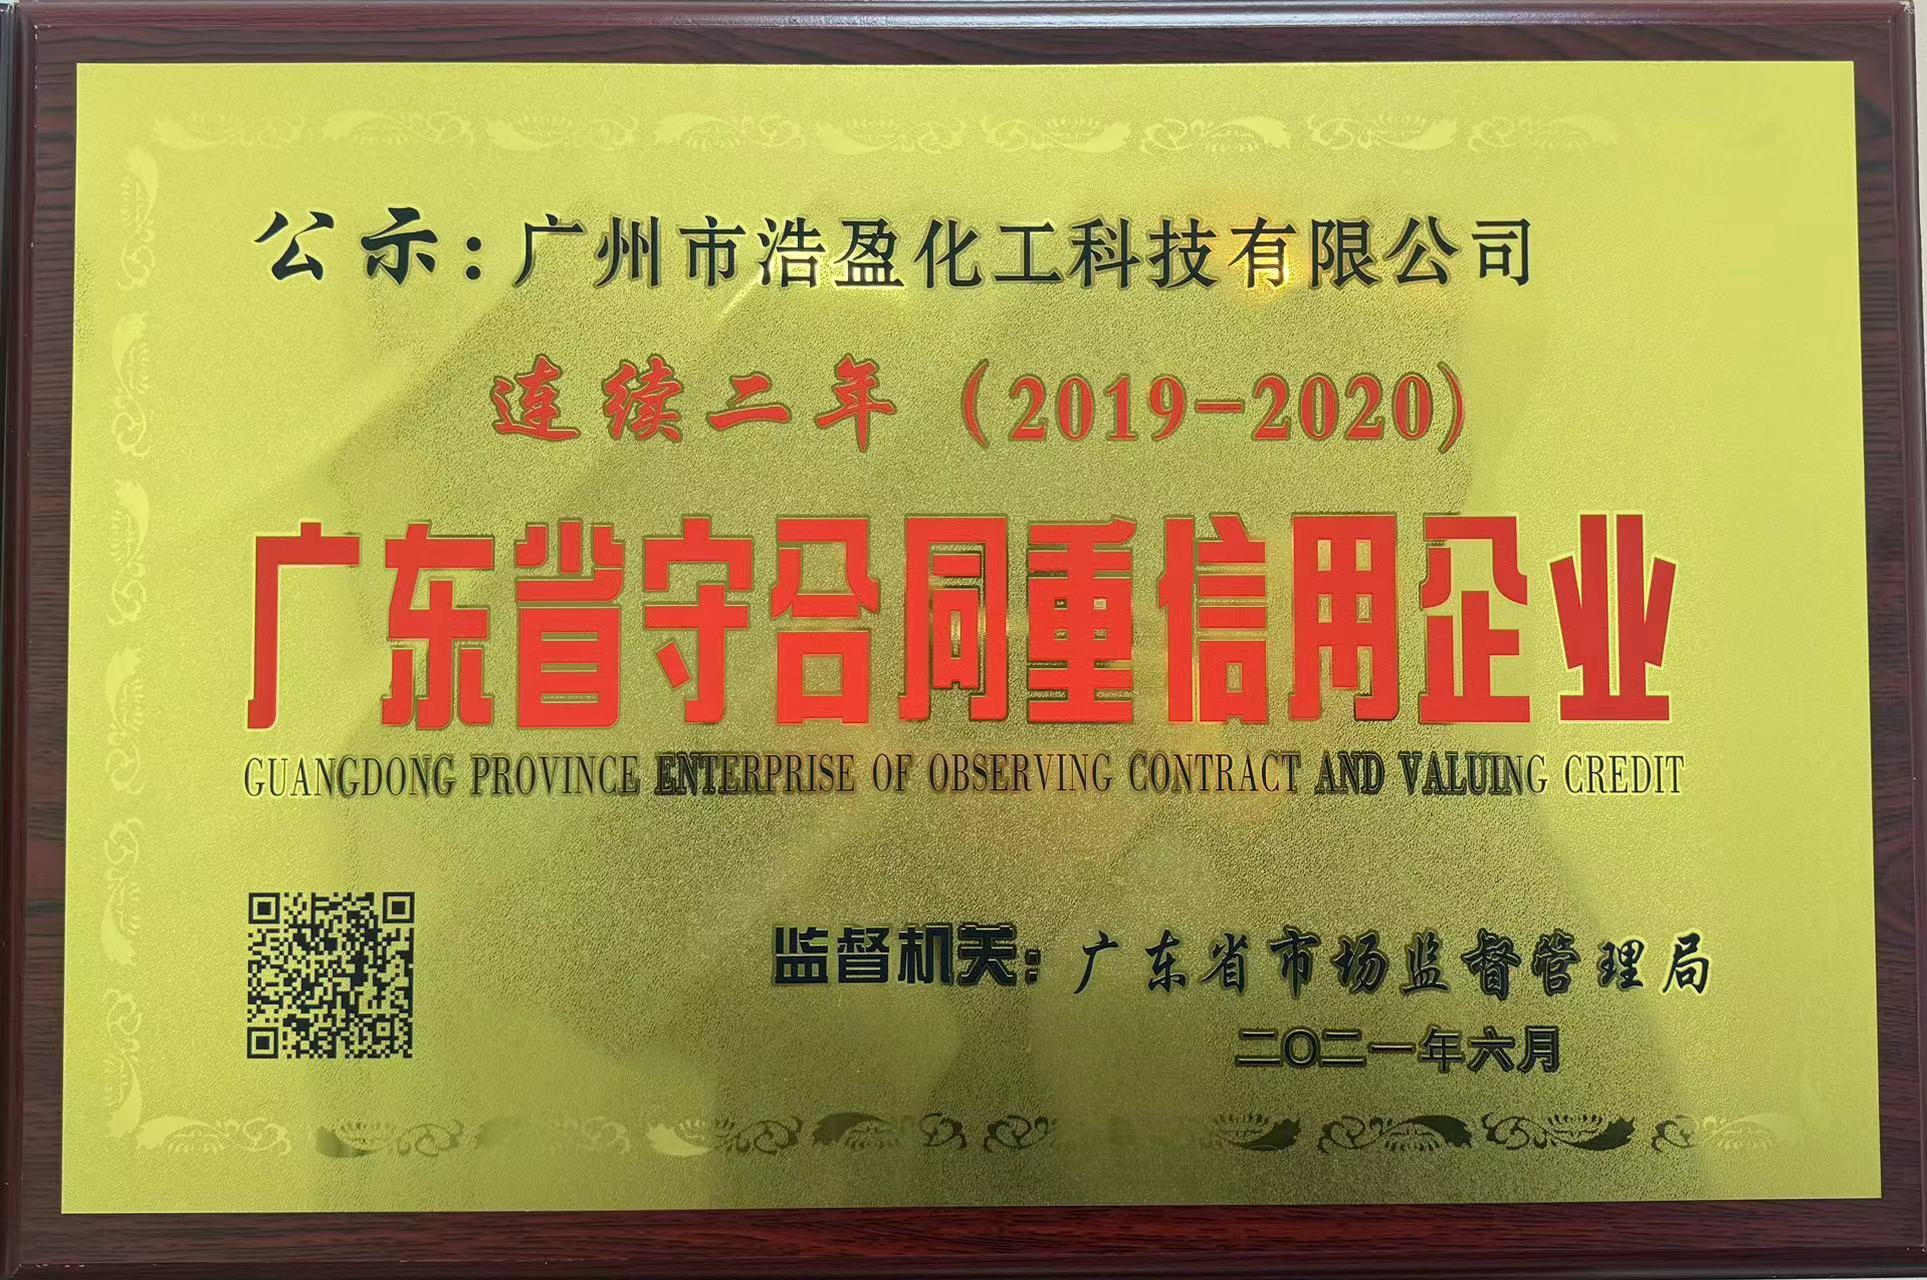 公示：广州市浩盈化工科技有限公司
连续二年（2019-2020）
广东省守合同重信用企业
GUANGDONG PROVINCE ENTERPRISE OF OBSERVING CONTRACT AND VALUING CREDIT
监督机关：广东省市场监督管理局
二〇二一年六月